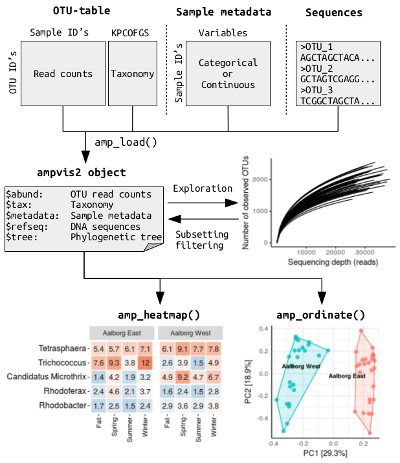 OTU-table
Sample metadata
Sequences
Sample ID's
KPCOFGS
Variables
OTU ID's
Read counts
Taxonomy
Sample ID's
Categorical
or
Continuous
>OTU_1
AGCTAGCTACA...
>OTU_2
GCTAGTCGAGG...
>OTU_3
TCGGCTAGCTA...
amp_load()
ampvis2 object
$abund: OTU read counts
$tax: Taxonomy
$metadata: Sample metadata
$refseq: DNA sequences
$tree: Phylogenetic tree
Exploration
Subsetting
filtering
Number of observed OTUs
2000
1000
0
10000 20000 30000
Sequencing depth (reads)
amp_heatmap()
amp_ordinate()
Aalborg East Aalborg West
Tetrasphaera 5.4 5.7 6.1 7.1 6.1 9.1 7.7 7.8
Trichococcus 7.6 9.3 3.8 12 2.6 3.9 1.5 4.9
Candidatus Microthrix 1.4 4.2 1.9 3.2 4.9 9.2 4.7 6.7
Rhodoferax 2.4 4.6 2.1 3.7 1.6 2.4 1.5 2.8
Rhodobacter 1.7 2.5 1.5 2.4 2.9 3.6 2.9 3.8
Fall Spring Summer Winter Fall Spring Summer Winter
PC2 [18.9%]
0.4
0.2
0.0
-0.2
-0.4
Aalborg West
Aalborg East
-0.2 0.0 0.2
PC1 [29.3%]